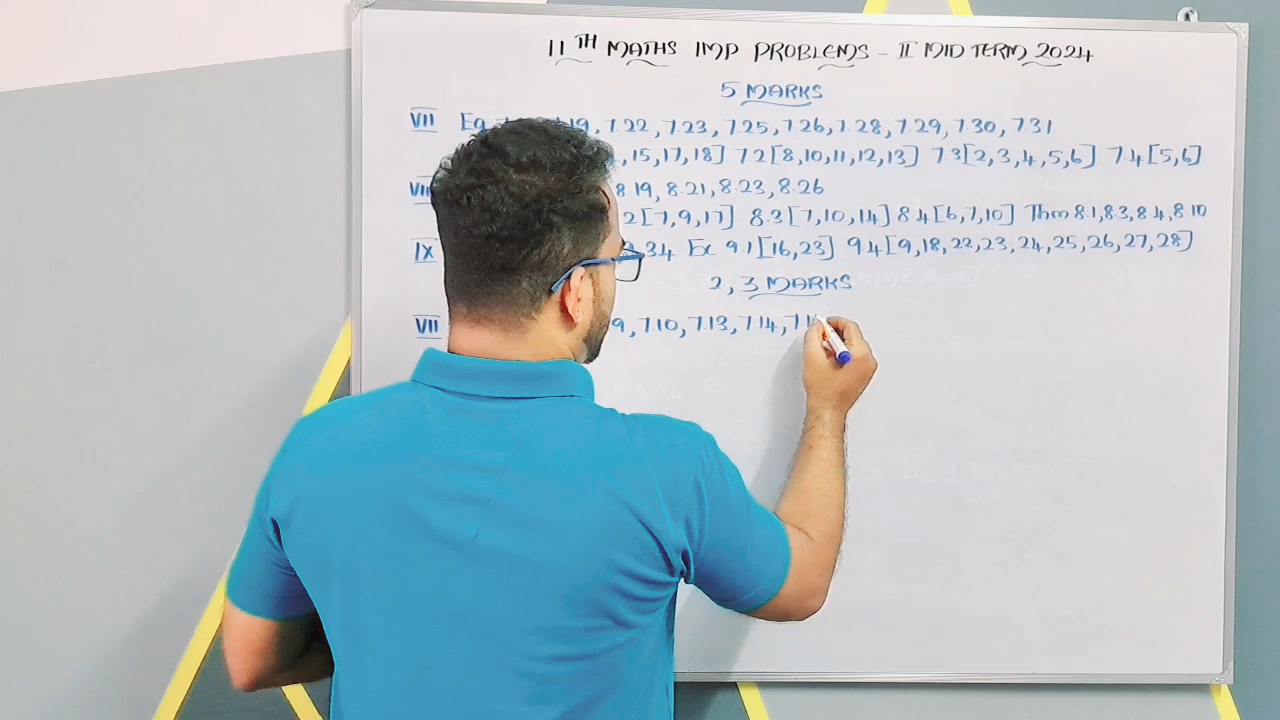 11TH MATHS IMP PROBLEMS - II MID TERM 2024
5 MARKS
VII Eg 19, 7.22, 7.23, 7.25, 7.26, 7.28, 7.29, 7.30, 7.31
, 15, 17, 18] 7.2 [8, 10, 11, 12, 13] 7.3 [2, 3, 4, 5, 6] 7.4 [5, 6]
VIII 8.19, 8.21, 8.23, 8.26
2 [7, 9, 17] 8.3 [7, 10, 14] 8.4 [6, 7, 10] Thm 8.1, 8.3, 8.4, 8.10
IX .34 Ex 9.1 [16, 23] 9.4 [9, 18, 22, 23, 24, 25, 26, 27, 28]
2, 3 MARKS
VII 9, 7.10, 7.13, 7.14, 7.1